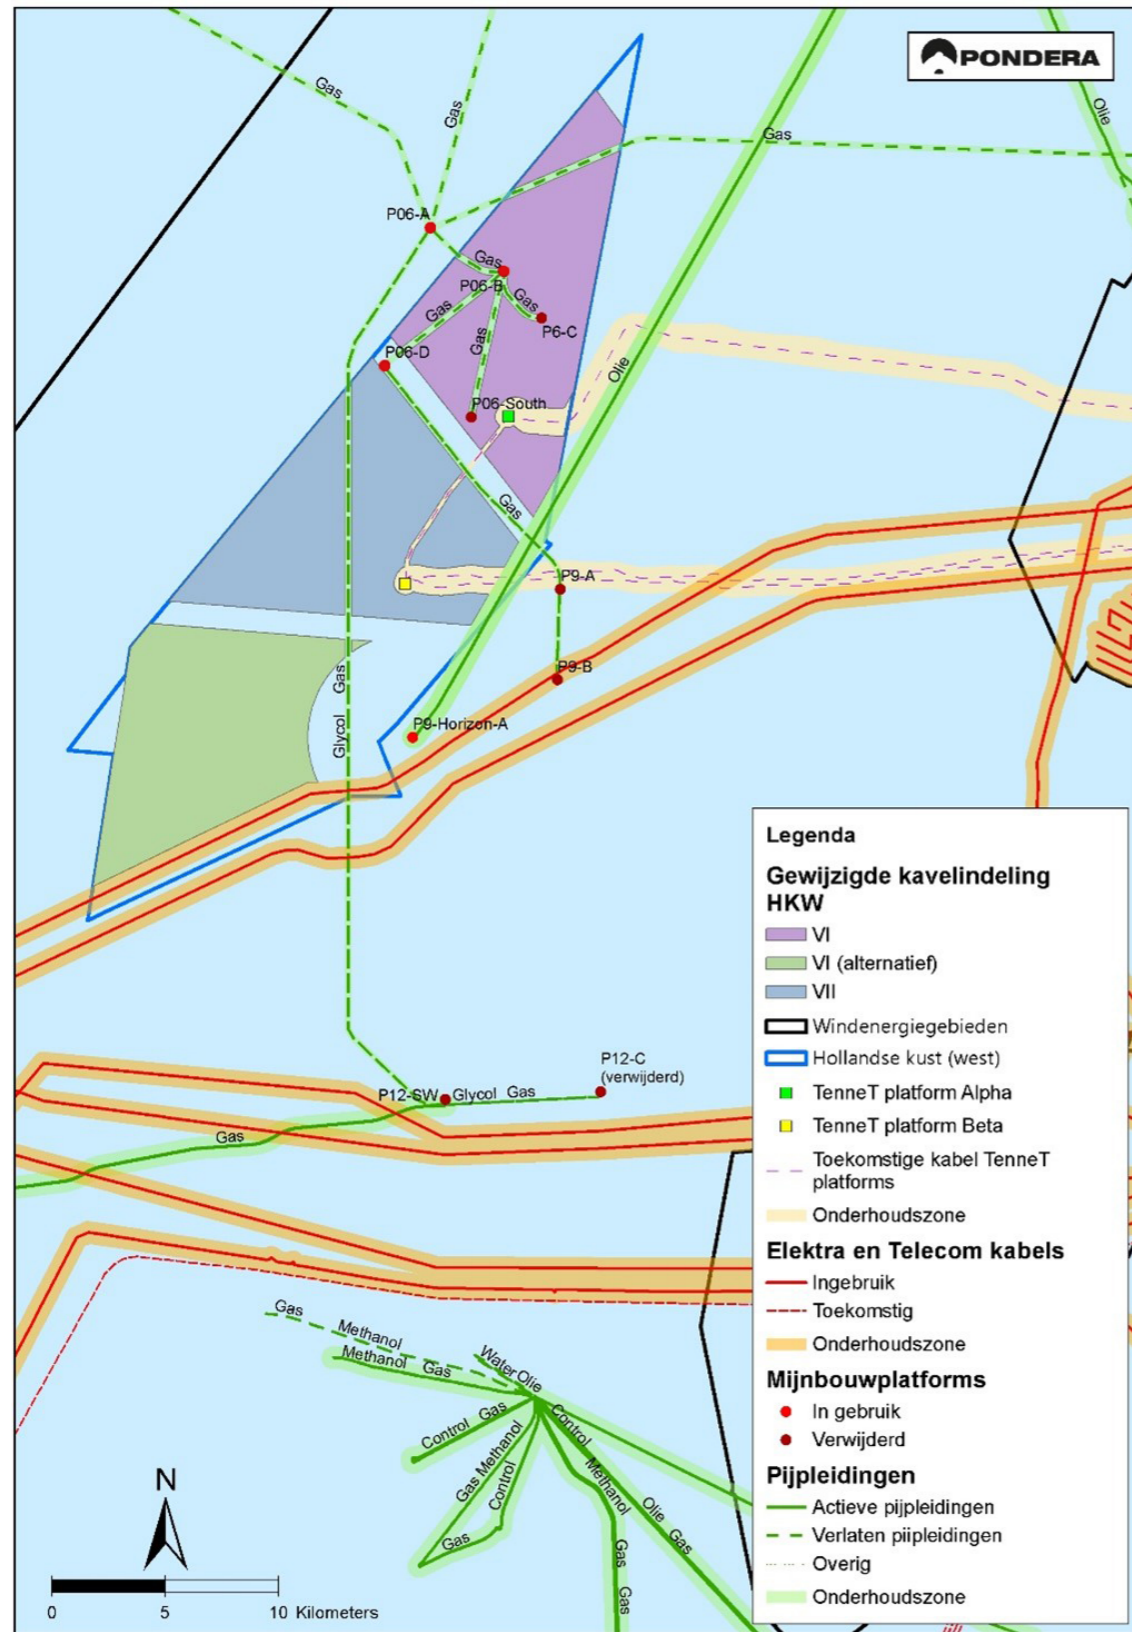 PONDERA
Gas
Gas
Olie
Gas
P06-A
Gas
P06-B
Gas
Gas
P6-C
Gas
P06-D
Olie
P06-South
Gas
P9-A
P9-B
Gas
Glycol
P9-Horizon-A
P12-C
(verwijderd)
P12-SW
Glycol Gas
Gas
Gas
Methanol
Methanol Gas
Water Olie
Control Gas
Gas Methanol
Control
Gas
Control
Methanol
Olie Gas
Gas
Gas
N
0 5 10 Kilometers
Legenda
Gewijzigde kavelindeling
HKW
VI
VI (alternatief)
VII
Windenergiegebieden
Hollandse kust (west)
TenneT platform Alpha
TenneT platform Beta
Toekomstige kabel TenneT
platforms
Onderhoudszone
Elektra en Telecom kabels
Ingebruik
Toekomstig
Onderhoudszone
Mijnbouwplatforms
In gebruik
Verwijderd
Pijpleidingen
Actieve pijpleidingen
Verlaten pijpleidingen
Overig
Onderhoudszone